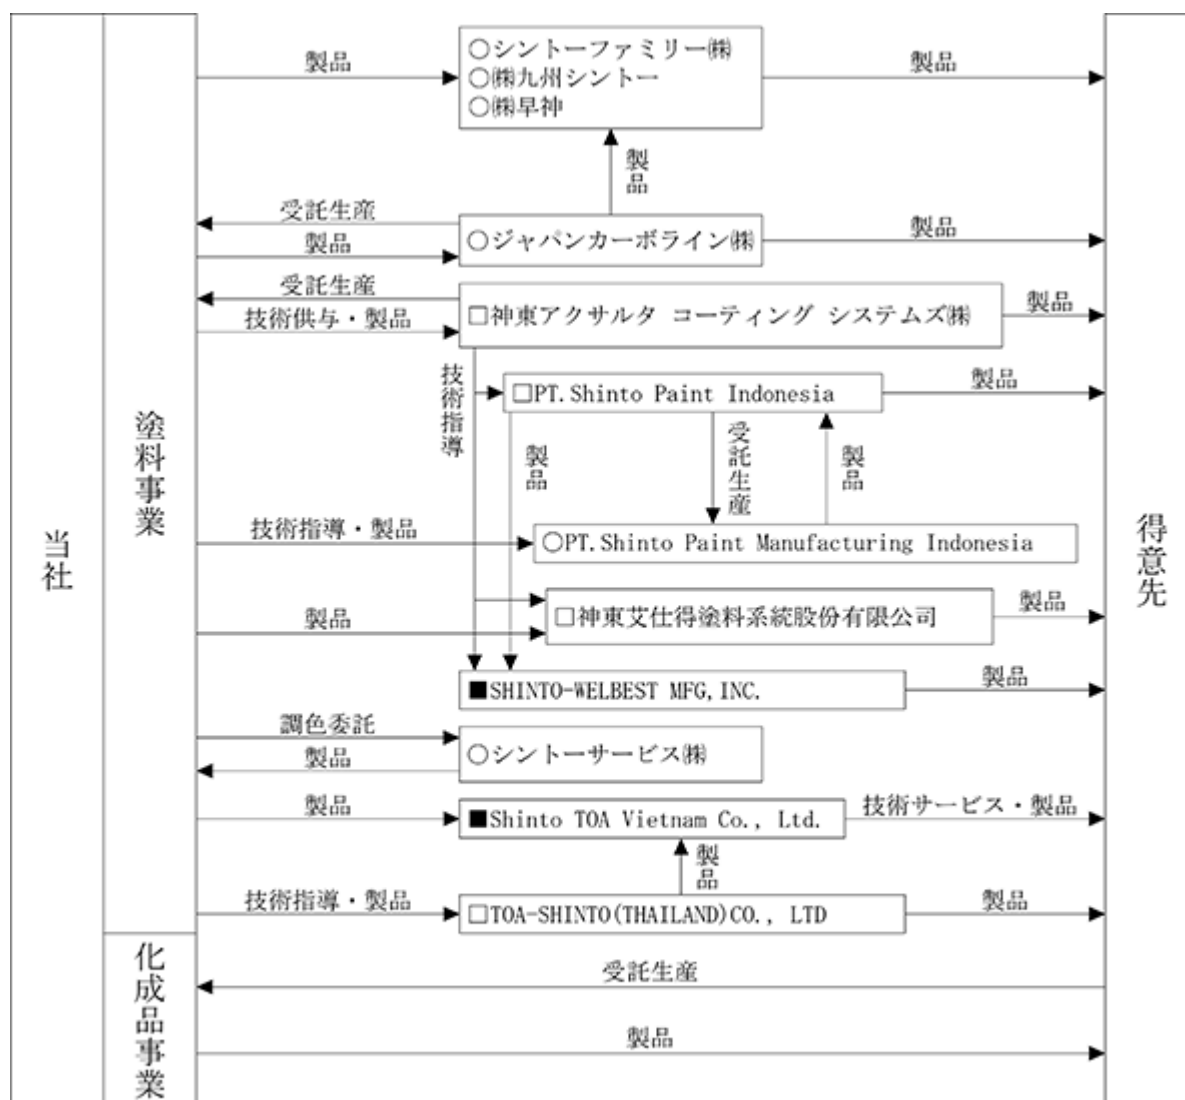 当社
塗料事業
化成品事業
得意先
製品
○シントーファミリー㈱
○㈱九州シントー
○㈱早神
製品
製品
受託生産
製品
○ジャパンカーボライン㈱
製品
受託生産
技術供与・製品
□神東アクサルタ コーティング システムズ㈱
製品
技術指導
□PT.Shinto Paint Indonesia
製品
製品
受託生産
製品
技術指導・製品
○PT.Shinto Paint Manufacturing Indonesia
製品
□神東艾仕得塗料系統股份有限公司
製品
■SHINTO-WELBEST MFG,INC.
製品
調色委託
製品
○シントーサービス㈱
製品
■Shinto TOA Vietnam Co., Ltd.
技術サービス・製品
製品
技術指導・製品
□TOA-SHINTO(THAILAND)CO., LTD
製品
受託生産
製品